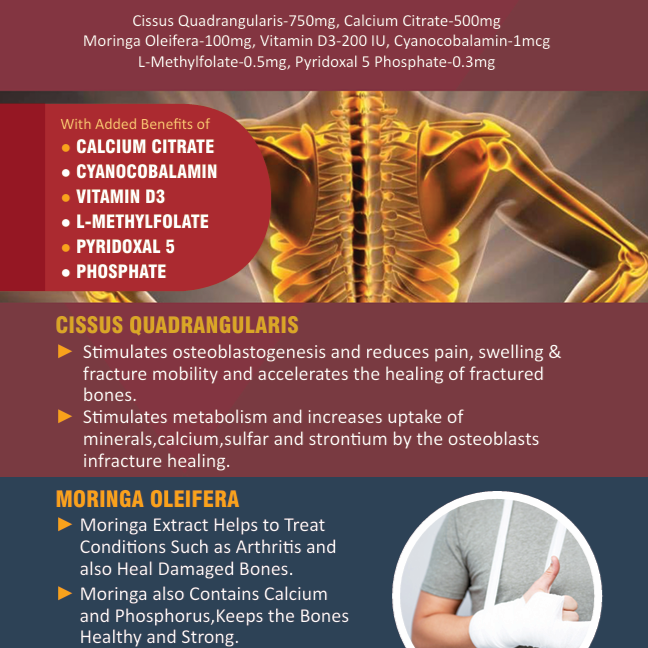 Cissus Quadrangularis-750mg, Calcium Citrate-500mg
Moringa Oleifera-100mg, Vitamin D3-200 IU, Cyanocobalamin-1mcg
L-Methylfolate-0.5mg, Pyridoxal 5 Phosphate-0.3mg
With Added Benefits of
• CALCIUM CITRATE
• CYANOCOBALAMIN
• VITAMIN D3
• L-METHYLFOLATE
• PYRIDOXAL 5
• PHOSPHATE
CISSUS QUADRANGULARIS
► Stimulates osteoblastogenesis and reduces pain, swelling &
fracture mobility and accelerates the healing of fractured
bones.
► Stimulates metabolism and increases uptake of
minerals,calcium,sulfar and strontium by the osteoblasts
infracture healing.
MORINGA OLEIFERA
► Moringa Extract Helps to Treat
Conditions Such as Arthritis and
also Heal Damaged Bones.
► Moringa also Contains Calcium
and Phosphorus,Keeps the Bones
Healthy and Strong.